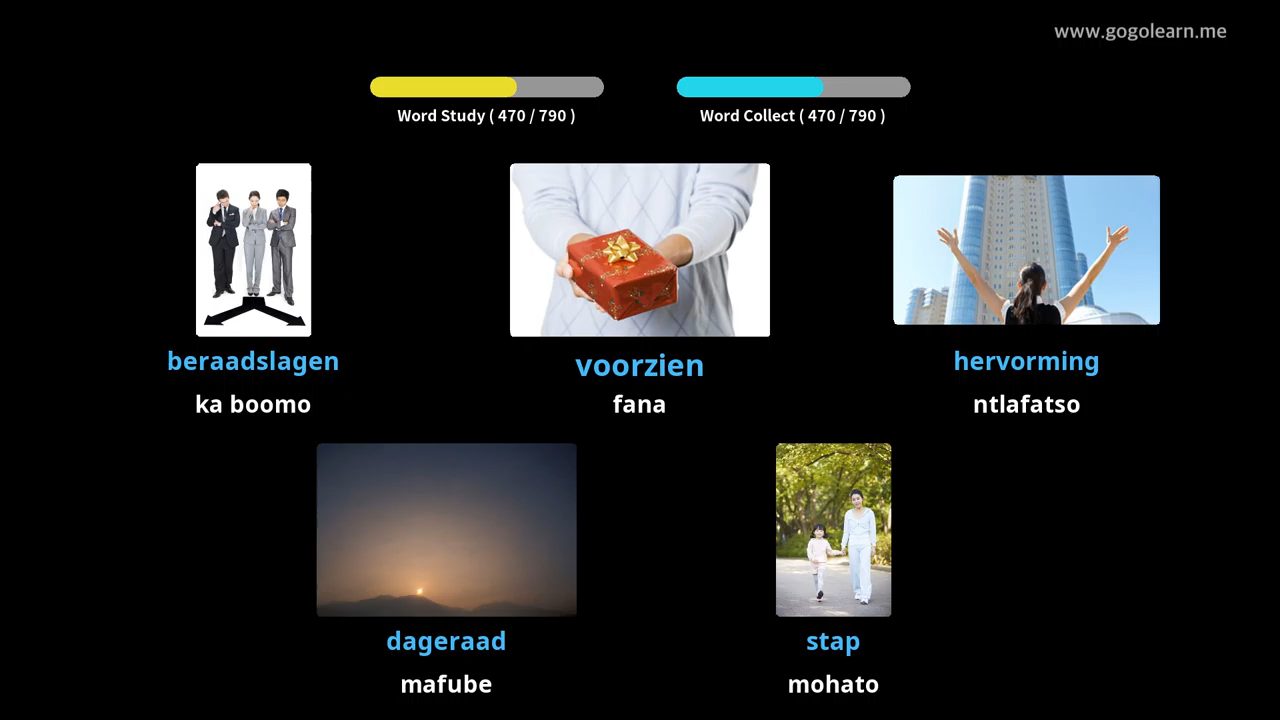 www.gogolearn.me
Word Study ( 470 / 790 )
Word Collect ( 470 / 790 )
beraadslagen
ka boomo
voorzien
fana
hervorming
ntlafatso
dageraad
mafube
stap
mohato